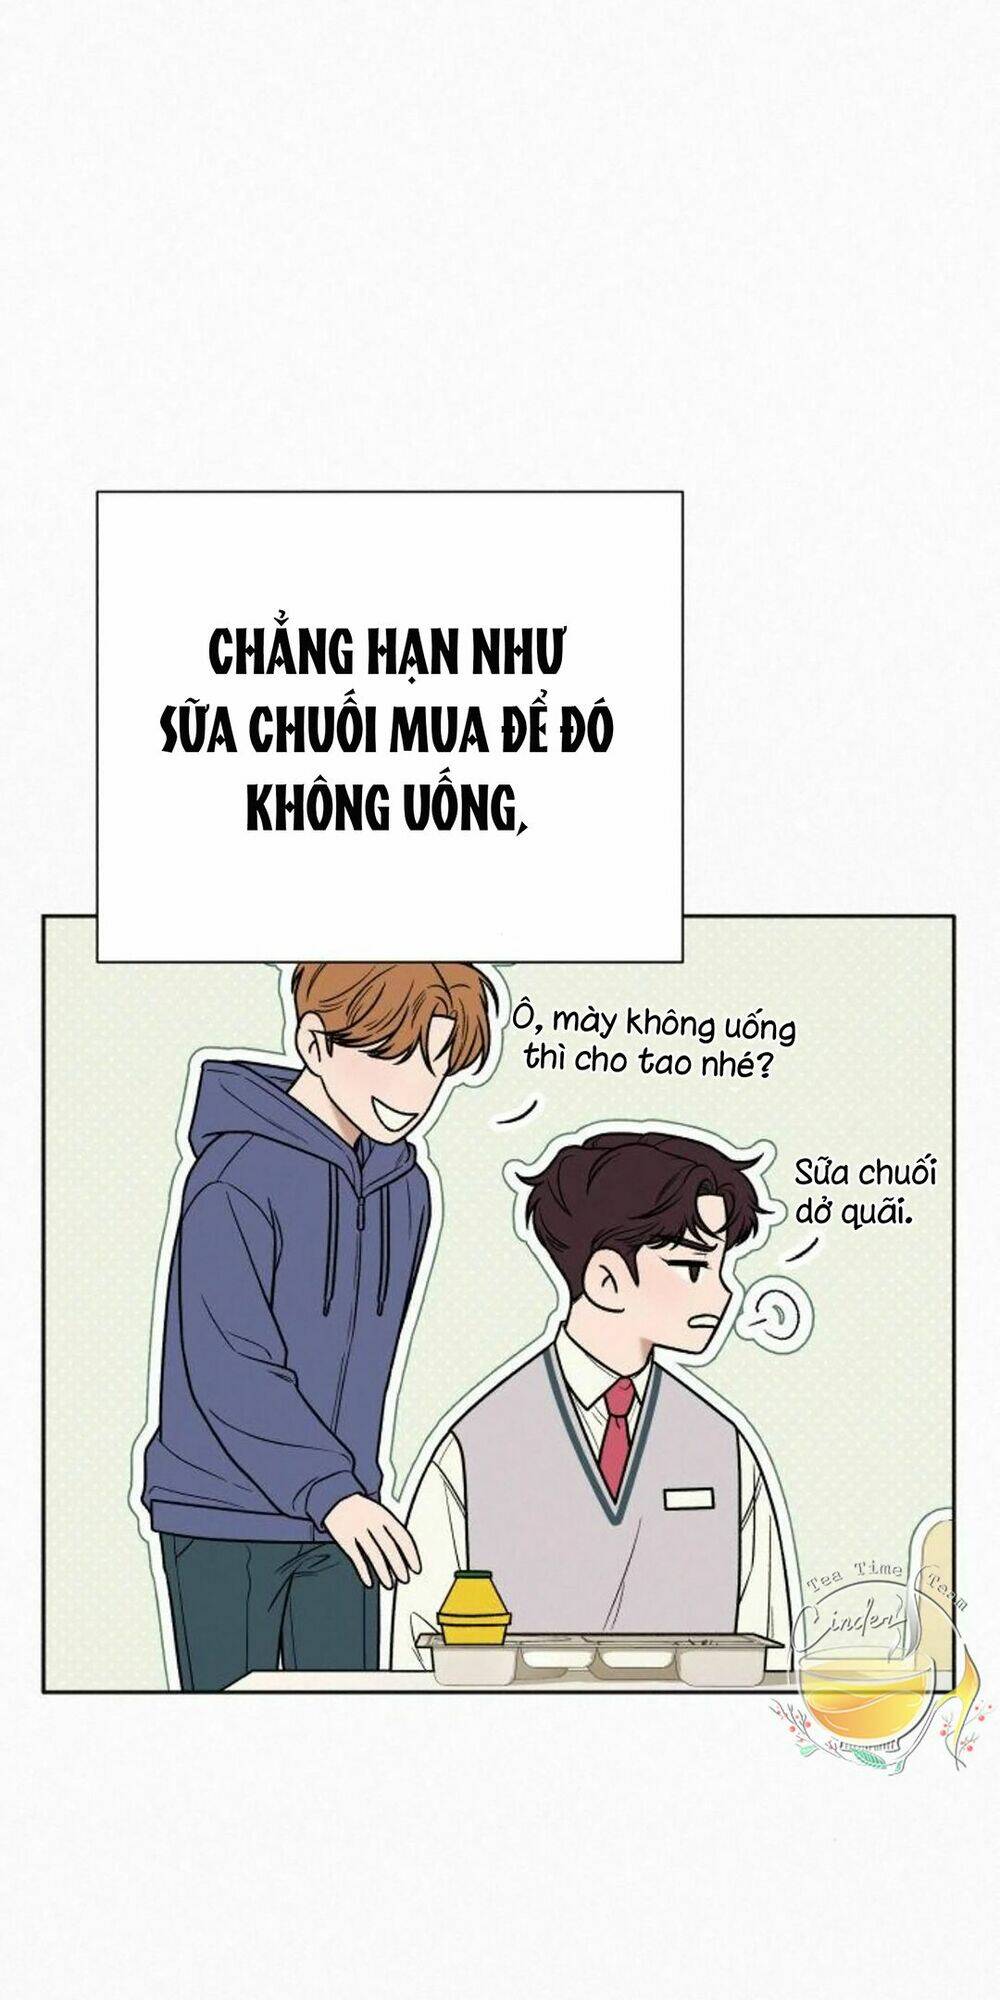 CHẲNG HẠN NHƯ
SỮA CHUỐI MUA ĐỂ ĐÓ
KHÔNG UỐNG,
Ô, mày không uống
thì cho tao nhé?
Sữa chuối
dở quãi.
Tea Time Team
Cinder